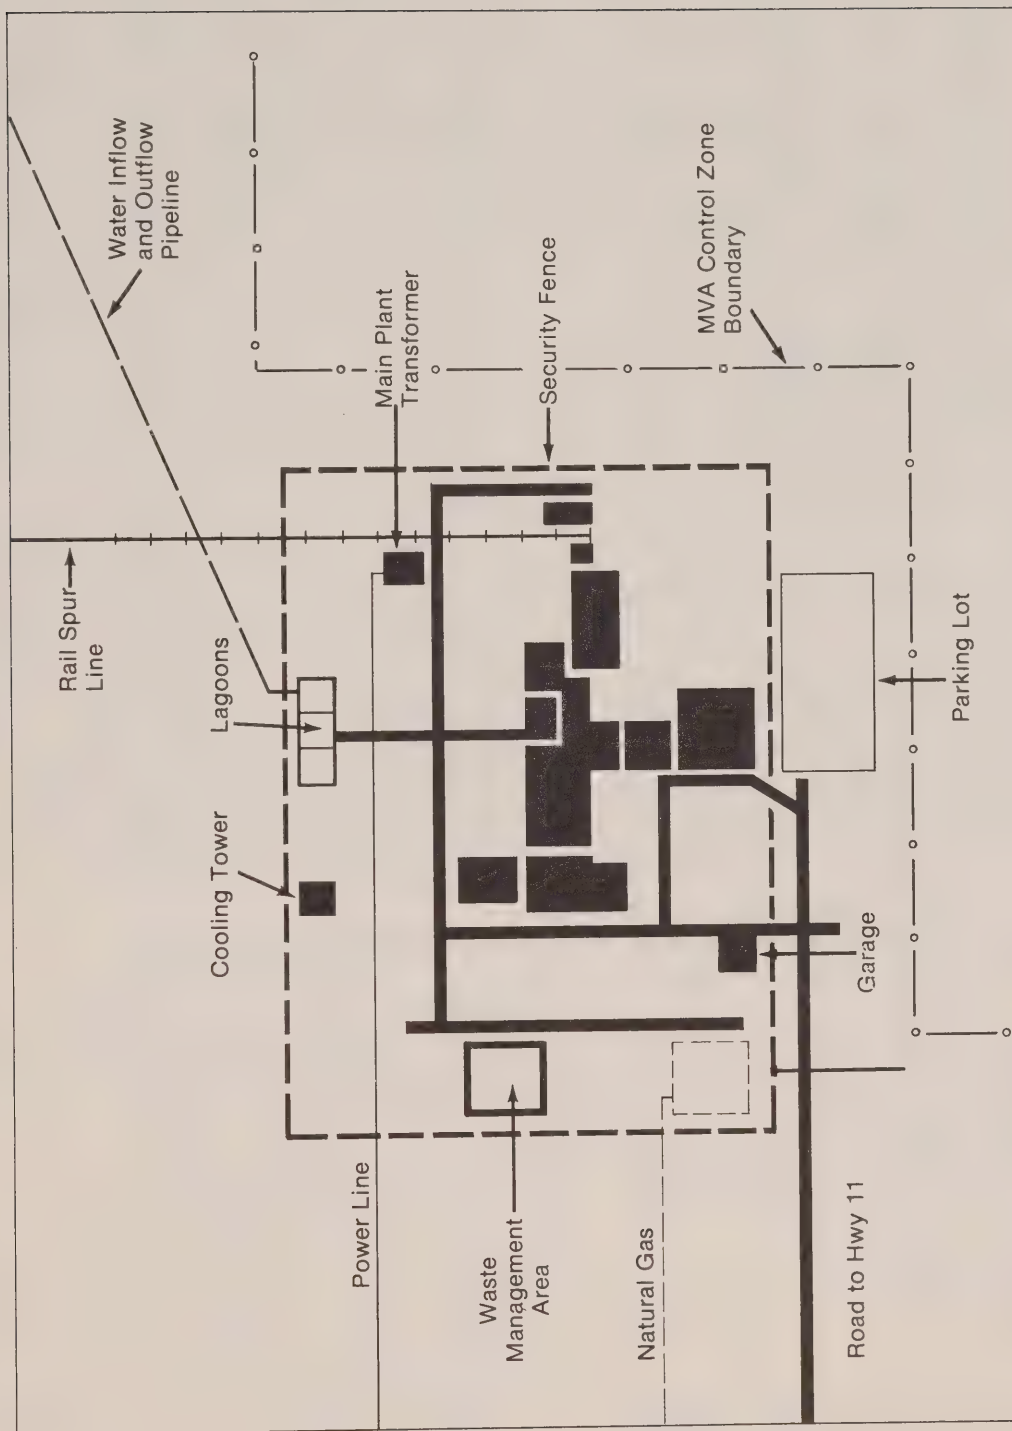 Rail Spur
Line
Water Inflow
and Outflow
Pipeline
Cooling Tower
Lagoons
Power Line
Main Plant
Transformer
Waste
Management
Area
Security Fence
Natural Gas
MVA Control Zone
Boundary
Road to Hwy 11
Garage
Parking Lot